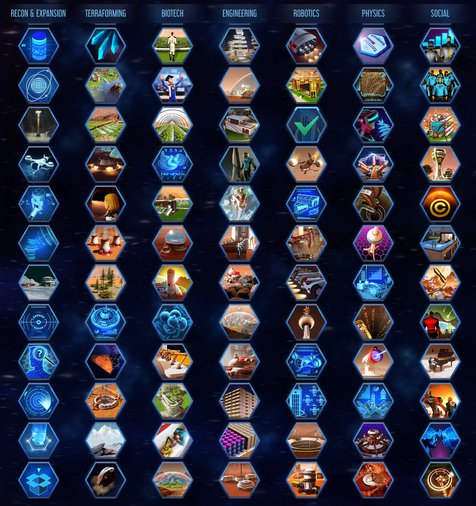 RECON & EXPANSION
TERRAFORMING
BIOTECH
ENGINEERING
ROBOTICS
PHYSICS
SOCIAL